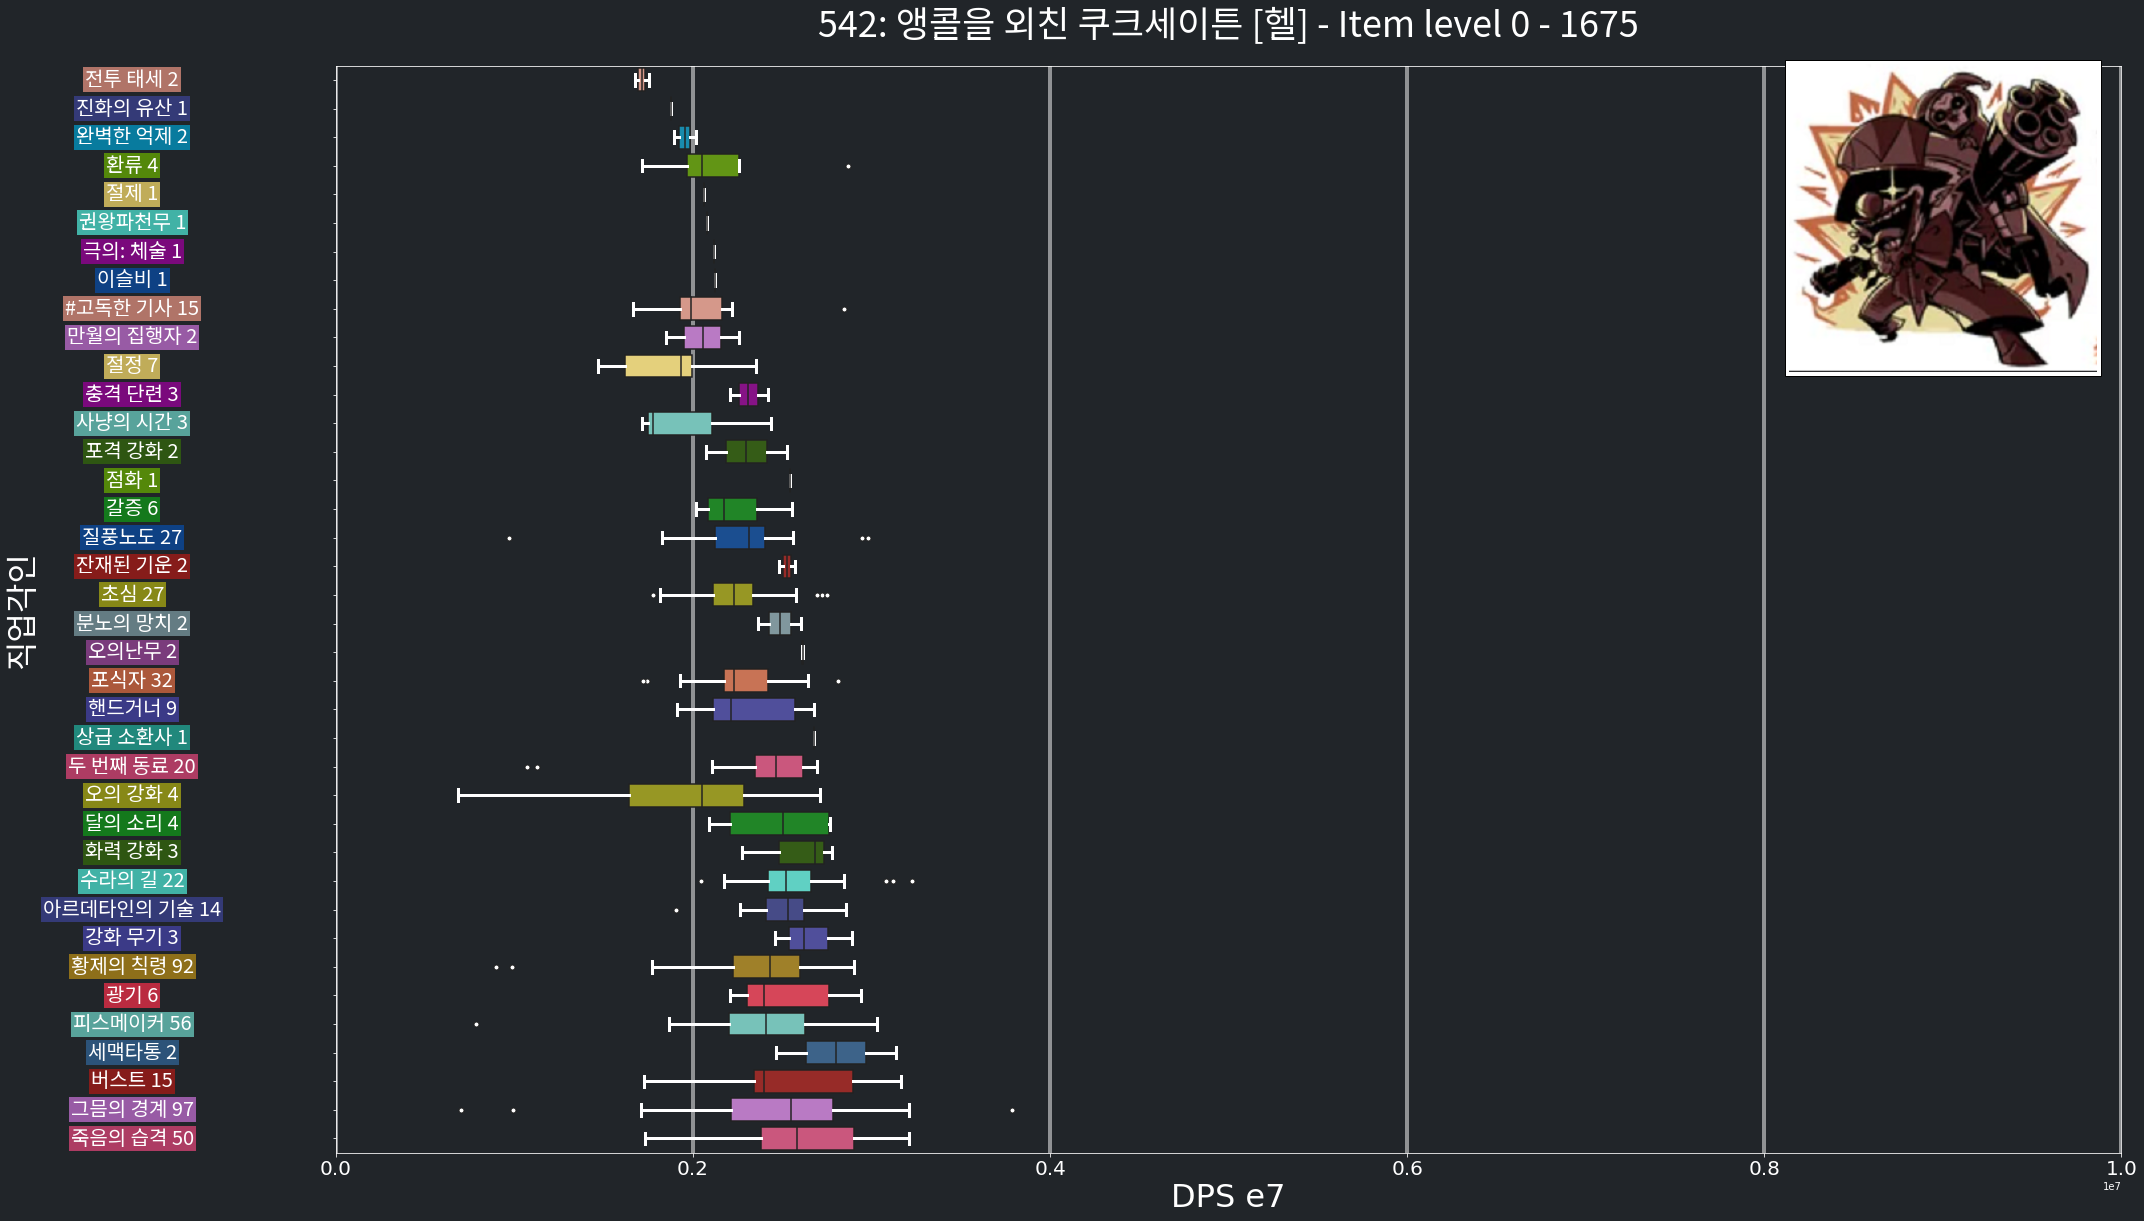 542: 앵콜을 외친 쿠크세이튼 [헬] - Item level 0 - 1675
전투 태세 2
진화의 유산 1
완벽한 억제 2
환류 4
절제 1
권왕파천무 1
극의: 체술 1
이슬비 1
#고독한 기사 15
만월의 집행자 2
절정 7
충격 단련 3
사냥의 시간 3
포격 강화 2
점화 1
갈증 6
질풍노도 27
잔재된 기운 2
초심 27
분노의 망치 2
오의난무 2
포식자 32
핸드거너 9
상급 소환사 1
두 번째 동료 20
오의 강화 4
달의 소리 4
화력 강화 3
수라의 길 22
아르데타인의 기술 14
강화 무기 3
황제의 칙령 92
광기 6
피스메이커 56
세맥타통 2
버스트 15
그믐의 경계 97
죽음의 습격 50
직업각인
0.0 0.2 0.4 0.6 0.8 1.0
1e7
DPS e7